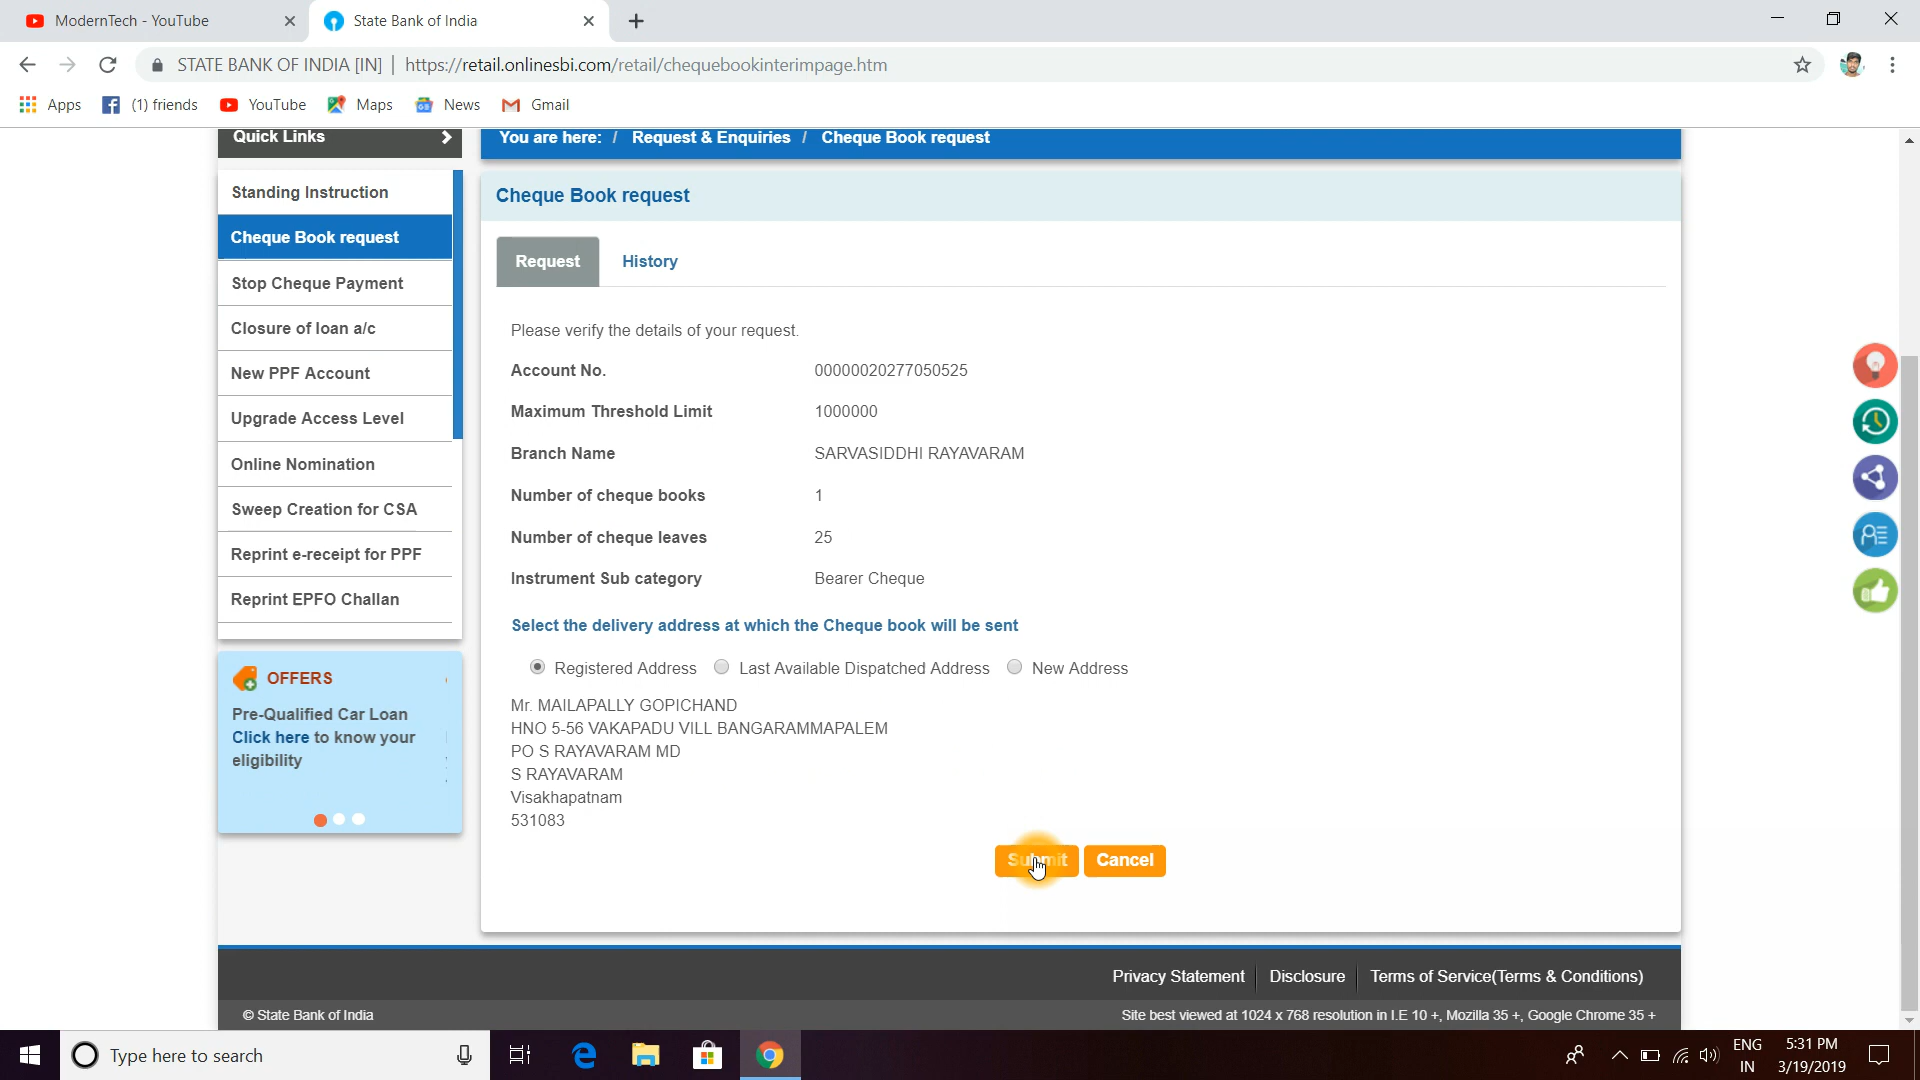 ModernTech - YouTube
State Bank of India
STATE BANK OF INDIA [IN] | https://retail.onlinesbi.com/retail/chequebookinterimpage.htm
Apps (1) friends YouTube Maps News Gmail
Quick Links
You are here: / Request & Enquiries / Cheque Book request
Standing Instruction
Cheque Book request
Stop Cheque Payment
Closure of loan a/c
New PPF Account
Upgrade Access Level
Online Nomination
Sweep Creation for CSA
Reprint e-receipt for PPF
Reprint EPFO Challan
OFFERS
Pre-Qualified Car Loan
Click here to know your
eligibility
Cheque Book request
Request History
Please verify the details of your request.
Account No. 00000020277050525
Maximum Threshold Limit 1000000
Branch Name SARVASIDDHI RAYAVARAM
Number of cheque books 1
Number of cheque leaves 25
Instrument Sub category Bearer Cheque
Select the delivery address at which the Cheque book will be sent
Registered Address Last Available Dispatched Address New Address
Mr. MAILAPALLY GOPICHAND
HNO 5-56 VAKAPADU VILL BANGARAMMAPALEM
PO S RAYAVARAM MD
S RAYAVARAM
Visakhapatnam
531083
Submit Cancel
Privacy Statement Disclosure Terms of Service(Terms & Conditions)
© State Bank of India
Site best viewed at 1024 x 768 resolution in I.E 10 +, Mozilla 35 +, Google Chrome 35 +
Type here to search
ENG
IN
5:31 PM
3/19/2019